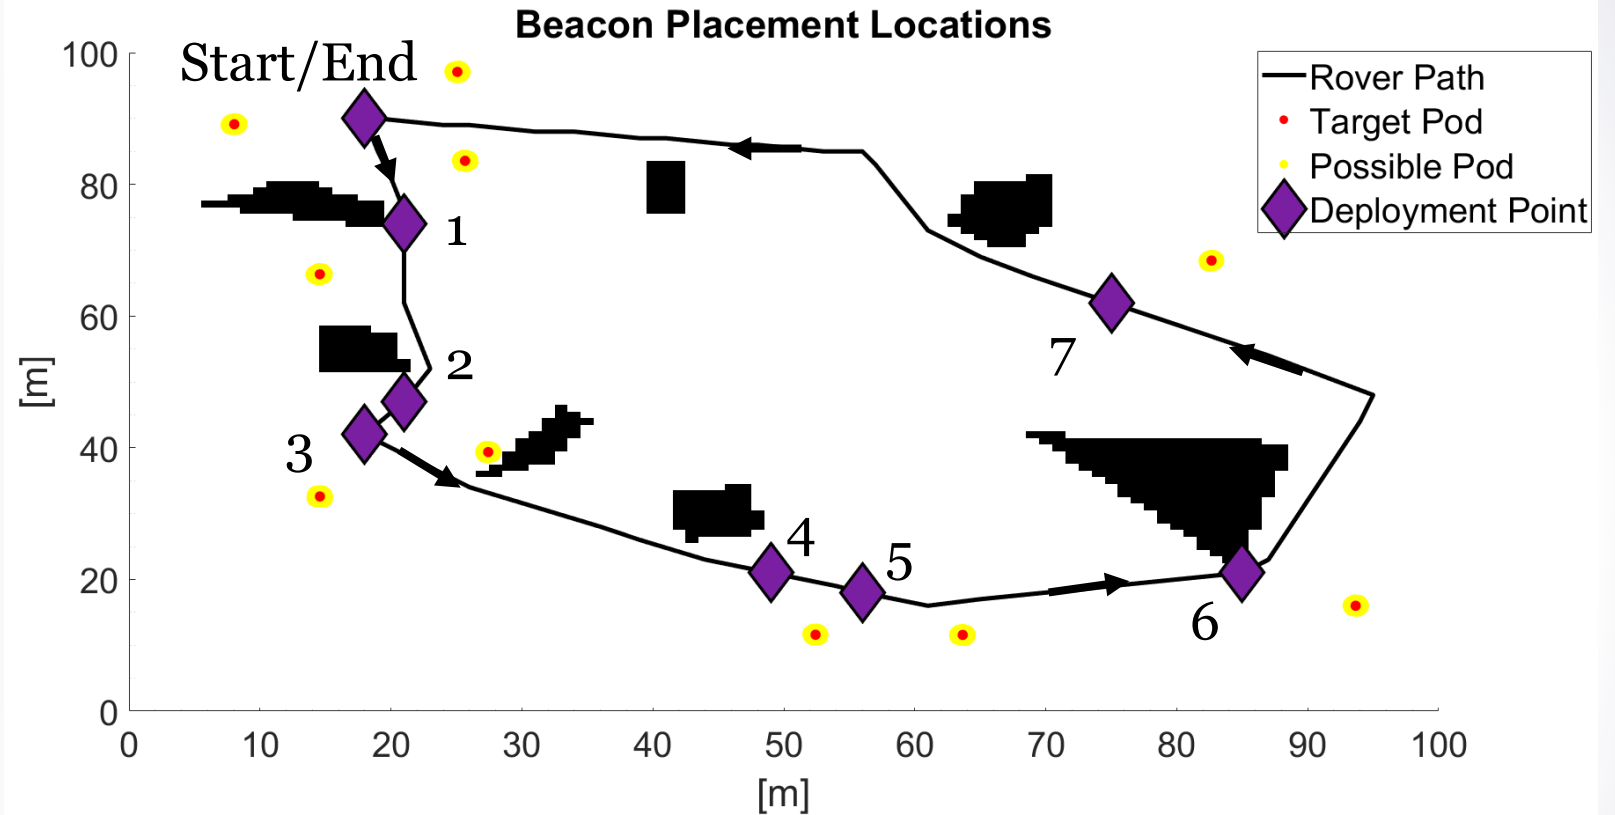 Beacon Placement Locations
Start/End
Rover Path
Target Pod
Possible Pod
Deployment Point
100
80
60
40
20
0
[m]
1
2
3
4
5
6
7
0 10 20 30 40 50 60 70 80 90 100
[m]